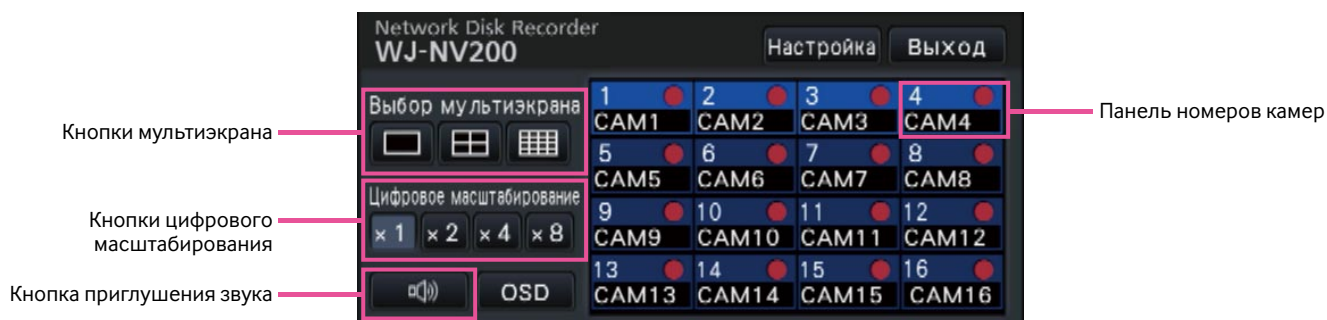 Network Disk Recorder
WJ-NV200
Настройка
Выход
Выбор мультиэкрана
Цифровое масштабирование
× 1 × 2 × 4 × 8
OSD
1 2 3 4
CAM1 CAM2 CAM3 CAM4
5 6 7 8
CAM5 CAM6 CAM7 CAM8
9 10 11 12
CAM9 CAM10 CAM11 CAM12
13 14 15 16
CAM13 CAM14 CAM15 CAM16
Кнопки мультиэкрана
Кнопки цифрового
масштабирования
Кнопка приглушения звука
Панель номеров камер